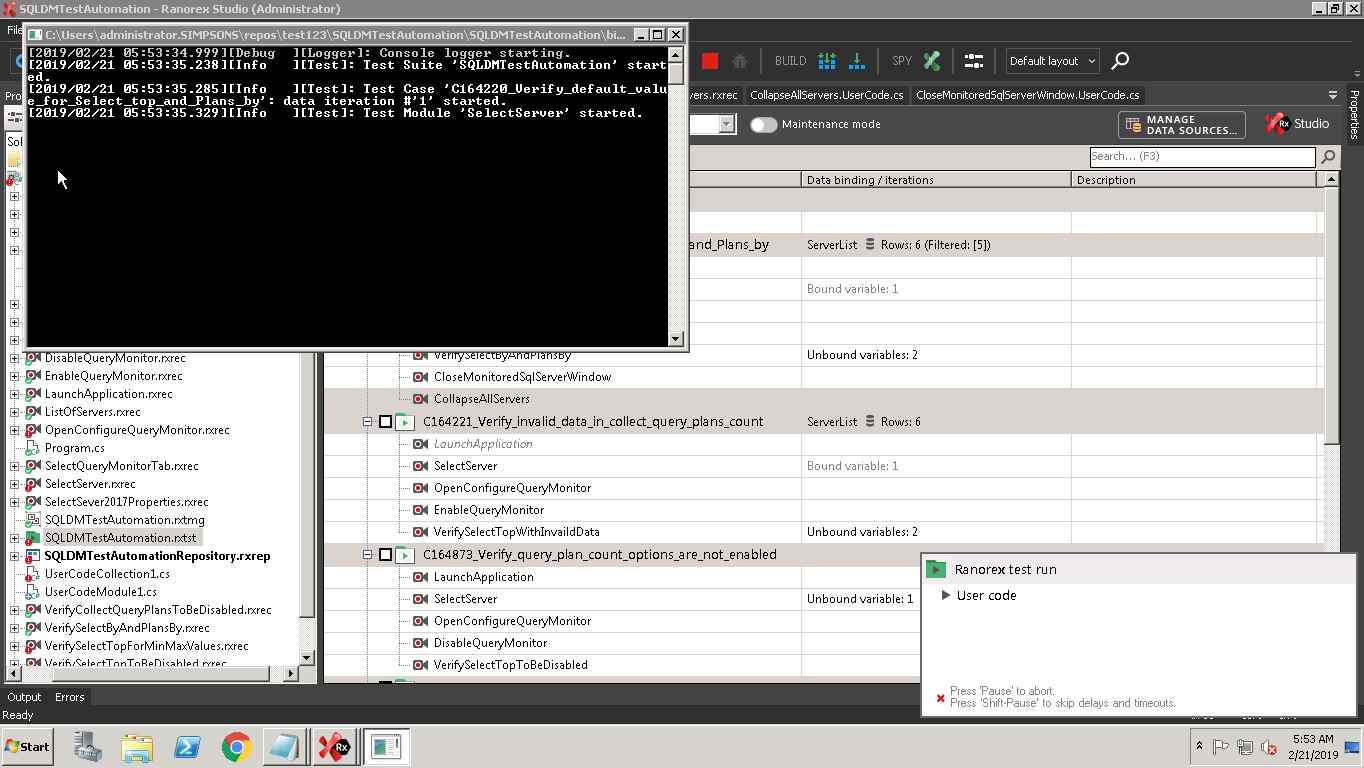 SQLDMTestAutomation - Ranorex Studio (Administrator)
C:\Users\administrator.SIMPSONS\repos\test123\SQLDMTestAutomation\SQLDMTestAutomation\bi...
[2019/02/21 05:53:34.999][Debug  ][Logger]: Console logger starting.
[2019/02/21 05:53:35.238][Info   ][Test]: Test Suite 'SQLDMTestAutomation' start
ed.
[2019/02/21 05:53:35.285][Info   ][Test]: Test Case 'C164220_Verify_default_valu
e_for_Select_top_and_Plans_by': data iteration #'1' started.
[2019/02/21 05:53:35.329][Info   ][Test]: Test Module 'SelectServer' started.
BUILD SPY Default layout
vers.rxrec CollapseAllServers.UserCode.cs CloseMonitoredSqlServerWindow.UserCode.cs
Properties
Maintenance mode MANAGE DATA SOURCES... Rx Studio
Search... (F3)
Data binding / iterations Description
and_Plans_by ServerList Rows: 6 (Filtered: [5])
Bound variable: 1
VerifySelectByAndPlansBy Unbound variables: 2
CloseMonitoredSqlServerWindow
CollapseAllServers
C164221_Verify_invalid_data_in_collect_query_plans_count ServerList Rows: 6
LaunchApplication
SelectServer Bound variable: 1
OpenConfigureQueryMonitor
EnableQueryMonitor
VerifySelectTopWithInvaildData Unbound variables: 2
C164873_Verify_query_plan_count_options_are_not_enabled
LaunchApplication
SelectServer Unbound variables: 1
OpenConfigureQueryMonitor
DisableQueryMonitor
VerifySelectTopToBeDisabled
DisableQueryMonitor.rxrec
EnableQueryMonitor.rxrec
LaunchApplication.rxrec
ListOfServers.rxrec
OpenConfigureQueryMonitor.rxrec
Program.cs
SelectQueryMonitorTab.rxrec
SelectServer.rxrec
SelectSever2017Properties.rxrec
SQLDMTestAutomation.rxtmg
SQLDMTestAutomation.rxtst
SQLDMTestAutomationRepository.rxrep
UserCodeCollection1.cs
UserCodeModule1.cs
VerifyCollectQueryPlansToBeDisabled.rxrec
VerifySelectByAndPlansBy.rxrec
VerifySelectTopForMinMaxValues.rxrec
VerifySelectTopToBeDisabled.rxrec
Ranorex test run
User code
Press 'Pause' to abort.
Press 'Shift-Pause' to skip delays and timeouts.
Output Errors
Ready
Start
Rx
5:53 AM
2/21/2019